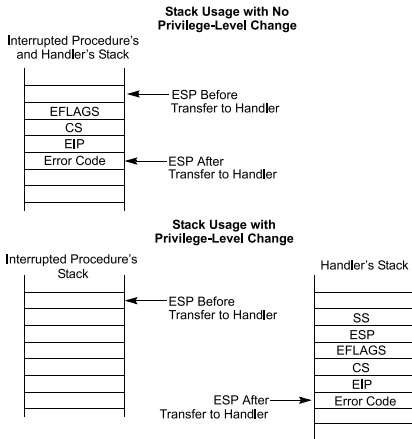 Stack Usage with No
Privilege-Level Change
Interrupted Procedure's
and Handler's Stack
ESP Before
Transfer to Handler
EFLAGS
CS
EIP
Error Code
ESP After
Transfer to Handler
Stack Usage with
Privilege-Level Change
Interrupted Procedure's
Stack
Handler's Stack
ESP Before
Transfer to Handler
SS
ESP
EFLAGS
CS
EIP
ESP After
Transfer to Handler
Error Code